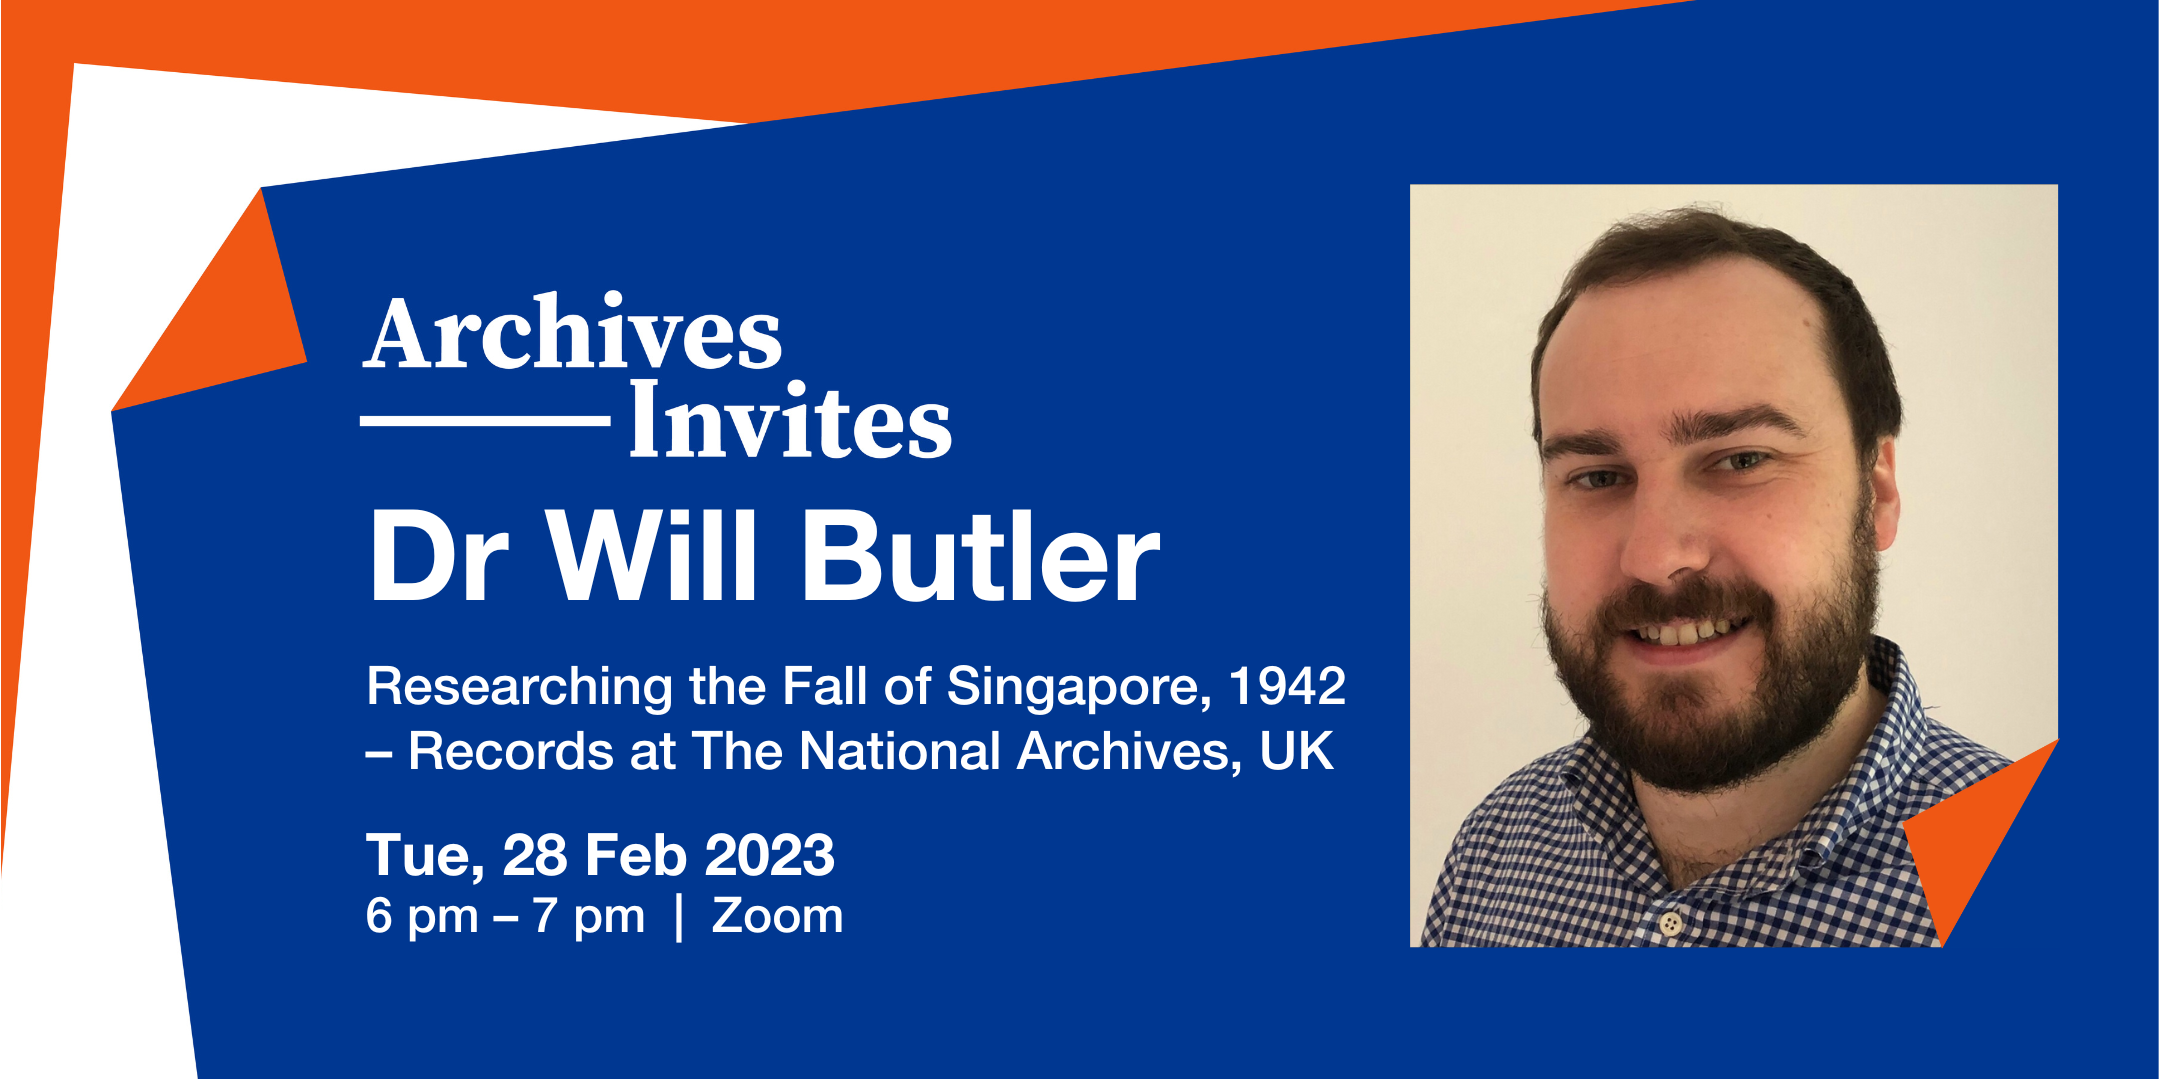 Archives
Invites
Dr Will Butler
Researching the Fall of Singapore, 1942
– Records at The National Archives, UK
Tue, 28 Feb 2023
6 pm – 7 pm | Zoom